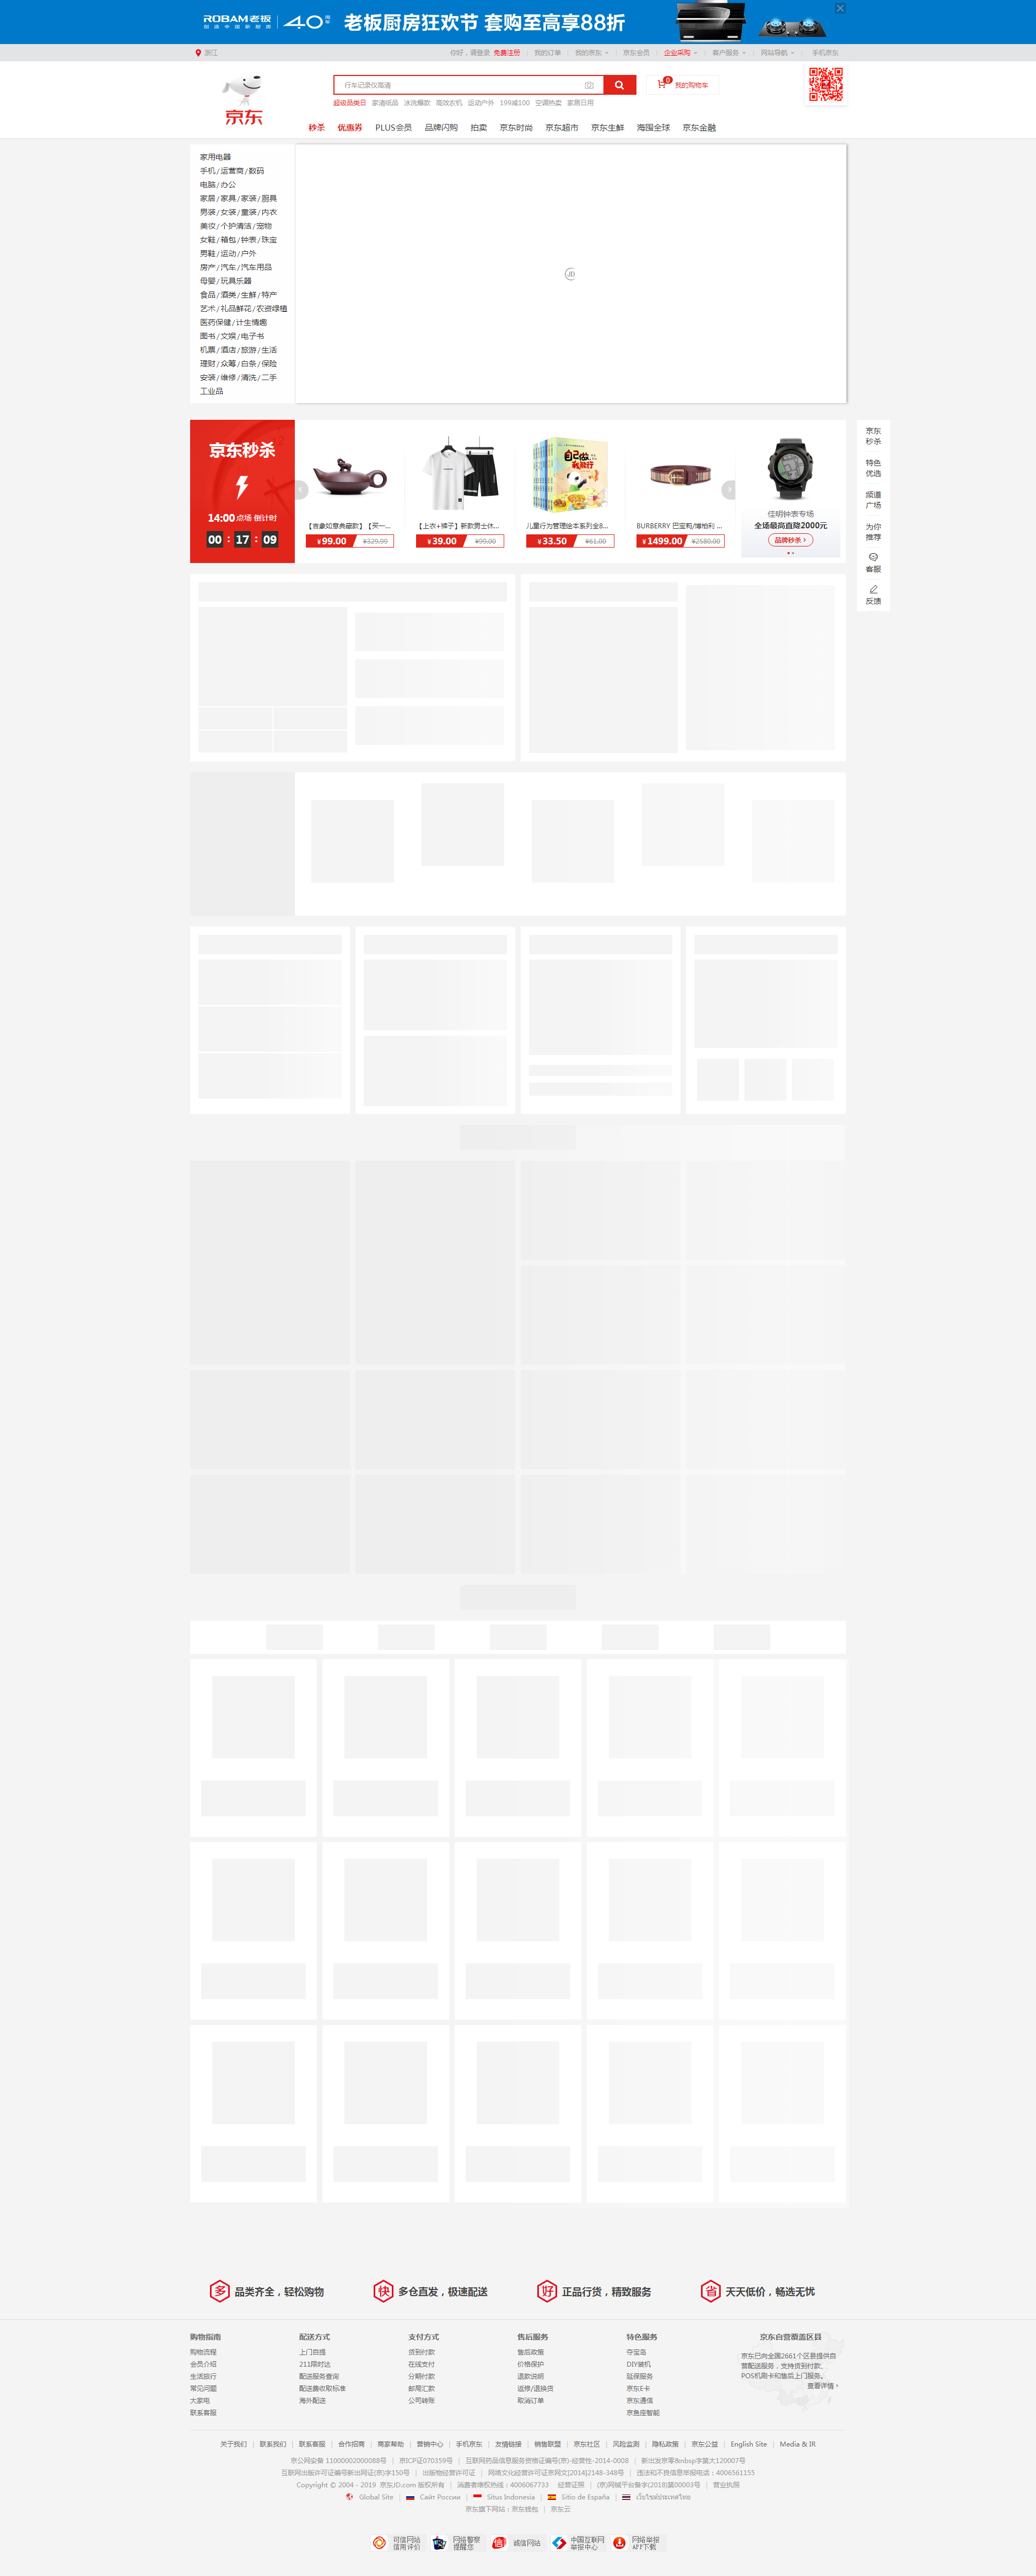 ROBAM老板 40周年 老板厨房狂欢节 套购至高享88折
浙江 你好，请登录 免费注册 我的订单 我的京东 京东会员 企业采购 客户服务 网站导航 手机京东
京东
行车记录仪高清
0 我的购物车
超级品类日 家清纸品 冰洗爆款 高效农机 运动户外 199减100 空调热卖 家测日用
秒杀 优惠券 PLUS会员 品牌闪购 拍卖 京东时尚 京东超市 京东生鲜 海囤全球 京东金融
家用电器
手机 / 运营商 / 数码
电脑 / 办公
家居 / 家具 / 家装 / 厨具
男装 / 女装 / 童装 / 内衣
美妆 / 个护清洁 / 宠物
女鞋 / 箱包 / 钟表 / 珠宝
男鞋 / 运动 / 户外
房产 / 汽车 / 汽车用品
母婴 / 玩具乐器
食品 / 酒类 / 生鲜 / 特产
艺术 / 礼品鲜花 / 农资绿植
医药保健 / 计生情趣
图书 / 文娱 / 电子书
机票 / 酒店 / 旅游 / 生活
理财 / 众筹 / 白条 / 保险
安装 / 维修 / 清洗 / 二手
工业品
JD
京东秒杀
14:00 点场 倒计时
00 : 17 : 09
【吉象如意典藏款】【买一...
¥ 99.00 ¥329.99
【上衣+裤子】新款男士休...
¥ 39.00 ¥99.00
自己做，我能行
儿童行为管理绘本系列全8...
¥ 33.50 ¥61.00
BURBERRY 巴宝莉/博柏利 ...
¥ 1499.00 ¥2580.00
佳明钟表专场
全场最高直降2000元
品牌秒杀
京东
秒杀
特色
优选
频道
广场
为你
推荐
客服
反馈
多 品类齐全，轻松购物
快 多仓直发，极速配送
好 正品行货，精致服务
省 天天低价，畅选无忧
购物指南
购物流程
会员介绍
生活旅行
常见问题
大家电
联系客服
配送方式
上门自提
211限时达
配送服务查询
配送费收取标准
海外配送
支付方式
货到付款
在线支付
分期付款
邮局汇款
公司转账
售后服务
售后政策
价格保护
退款说明
返修/退换货
取消订单
特色服务
夺宝岛
DIY装机
延保服务
京东E卡
京东通信
京鱼座智能
京东自营覆盖区县
京东已向全国2661个区县提供自
营配送服务，支持货到付款、
POS机刷卡和售后上门服务。
查看详情
关于我们 | 联系我们 | 联系客服 | 合作招商 | 商家帮助 | 营销中心 | 手机京东 | 友情链接 | 销售联盟 | 京东社区 | 风险监测 | 隐私政策 | 京东公益 | English Site | Media & IR
京公网安备 11000002000088号 | 京ICP证070359号 | 互联网药品信息服务资格证编号(京)-经营性-2014-0008 | 新出发京零&nbsp字第大120007号
互联网出版许可证编号新出网证(京)字150号 | 出版物经营许可证 | 网络文化经营许可证京网文[2014]2148-348号 | 违法和不良信息举报电话：4006561155
Copyright © 2004 - 2019 京东JD.com 版权所有 | 消费者维权热线：4006067733 经营证照 | (京)网械平台备字(2018)第00003号 | 营业执照
Global Site | Сайт России | Situs Indonesia | Sitio de España | เว็บไซต์ประเทศไทย
京东旗下网站：京东钱包 | 京东云
可信网站
信用评价
网络警察
提醒您
诚信网站
中国互联网
举报中心
网络举报
APP下载